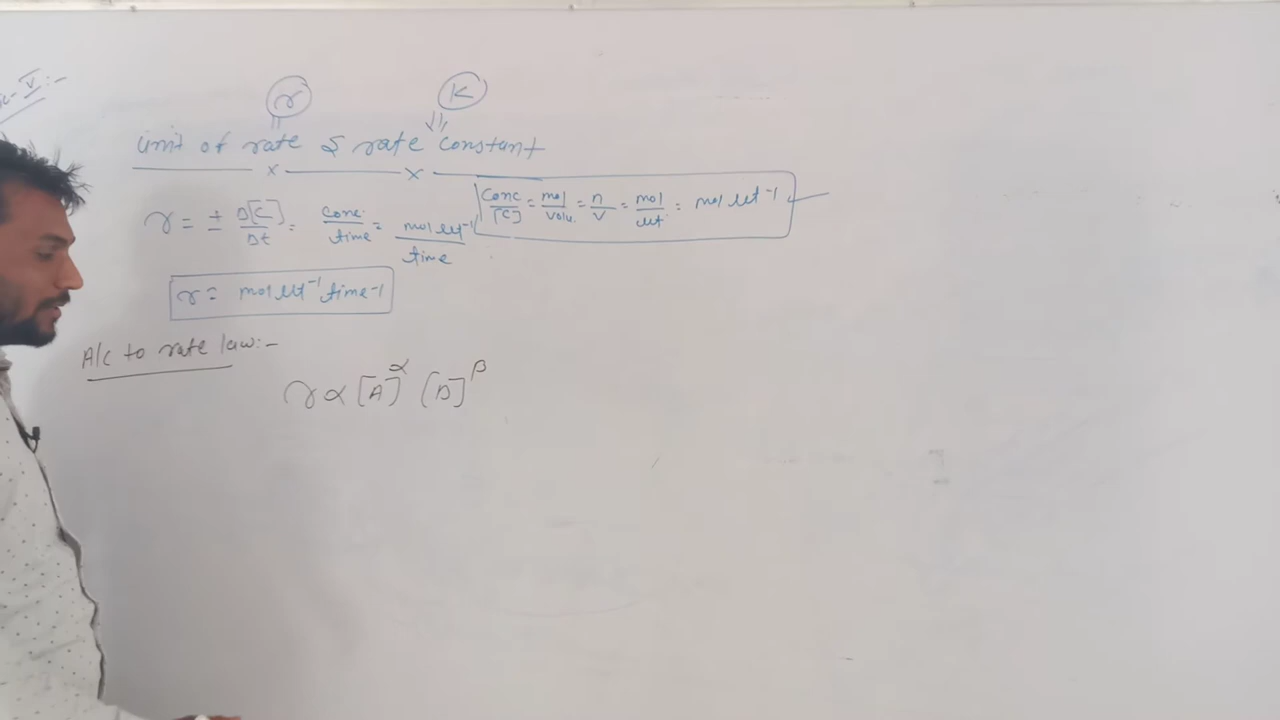 V :-
r K
unit of rate & rate constant
r = ± Δ[C]/Δt = conc./time = mol lit⁻¹/time
Conc/[C] = mol/volu. = n/V = mol/lit = mol lit⁻¹
r = mol lit⁻¹ time⁻¹
A/c to rate law:-
r ∝ [A]^α [B]^β